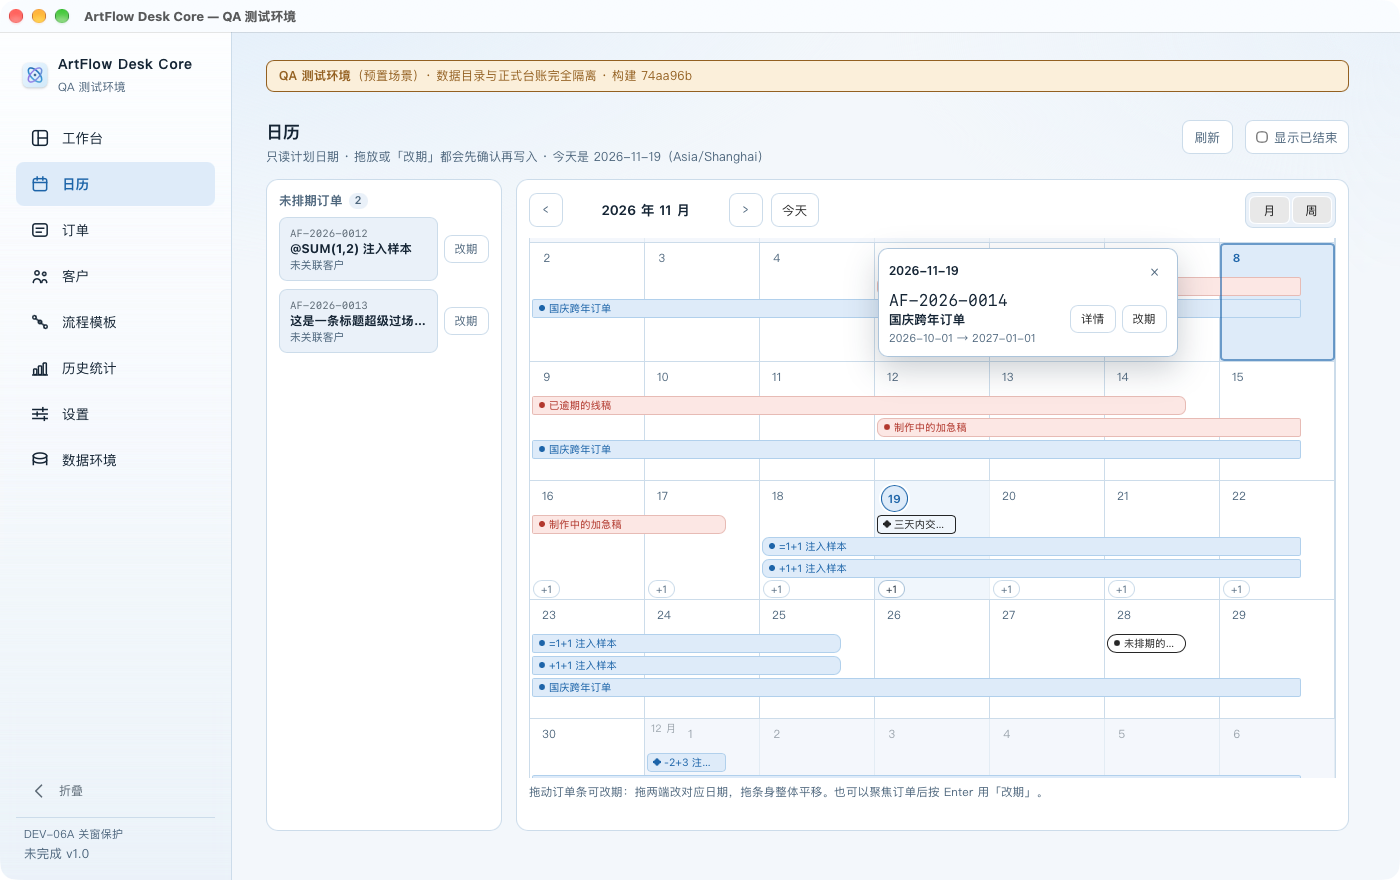 ArtFlow Desk Core — QA 测试环境
ArtFlow Desk Core
QA 测试环境
工作台
日历
订单
客户
流程模板
历史统计
设置
数据环境
折叠
DEV-06A 关窗保护
未完成 v1.0
QA 测试环境（预置场景）· 数据目录与正式台账完全隔离 · 构建 74aa96b
日历
只读计划日期 · 拖放或「改期」都会先确认再写入 · 今天是 2026-11-19（Asia/Shanghai）
刷新
显示已结束
未排期订单 2
AF-2026-0012
@SUM(1,2) 注入样本
未关联客户
改期
AF-2026-0013
这是一条标题超级过场...
未关联客户
改期
< 2026 年 11 月 > 今天
月 周
2 3 4 8
国庆跨年订单
2026-11-19 ×
AF-2026-0014
国庆跨年订单
2026-10-01 → 2027-01-01
详情 改期
9 10 11 12 13 14 15
已逾期的线稿
制作中的加急稿
国庆跨年订单
16 17 18 19 20 21 22
制作中的加急稿
三天内交...
=1+1 注入样本
+1+1 注入样本
+1 +1 +1 +1 +1 +1 +1
23 24 25 26 27 28 29
=1+1 注入样本
未排期的...
+1+1 注入样本
国庆跨年订单
30 12 月 1 2 3 4 5 6
-2+3 注...
拖动订单条可改期：拖两端改对应日期，拖条身整体平移。也可以聚焦订单后按 Enter 用「改期」。